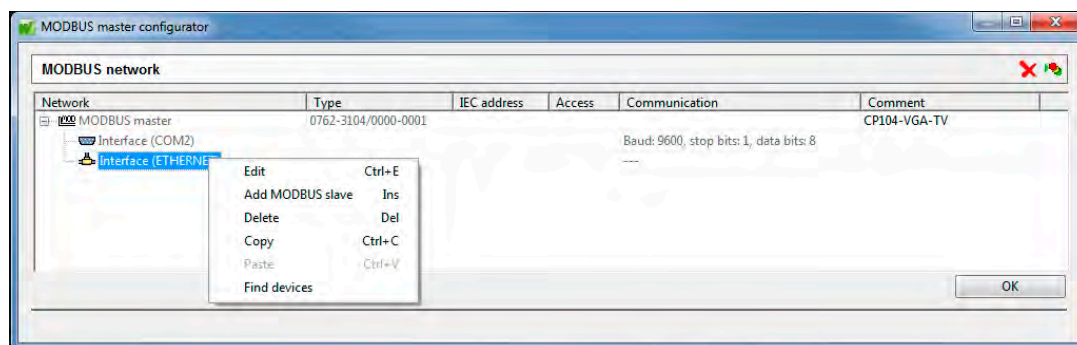 MODBUS master configurator
MODBUS network
Network Type IEC address Access Communication Comment
MODBUS master 0762-3104/0000-0001 CP104-VGA-TV
Interface (COM2) Baud: 9600, stop bits: 1, data bits: 8
Interface (ETHERNE ---
Edit Ctrl+E
Add MODBUS slave Ins
Delete Del
Copy Ctrl+C
Paste Ctrl+V
Find devices
OK